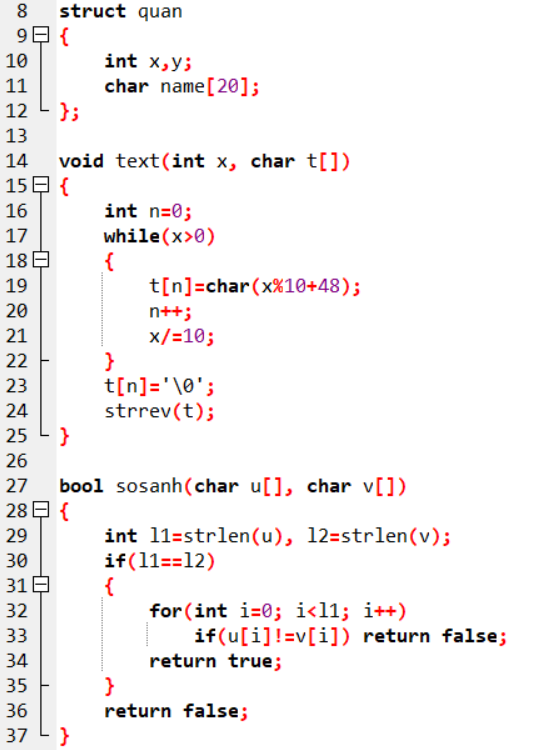 8 struct quan
9 {
10 int x,y;
11 char name[20];
12 };
13
14 void text(int x, char t[])
15 {
16 int n=0;
17 while(x>0)
18 {
19 t[n]=char(x%10+48);
20 n++;
21 x/=10;
22 }
23 t[n]='\0';
24 strrev(t);
25 }
26
27 bool sosanh(char u[], char v[])
28 {
29 int l1=strlen(u), l2=strlen(v);
30 if(l1==l2)
31 {
32 for(int i=0; i<l1; i++)
33 if(u[i]!=v[i]) return false;
34 return true;
35 }
36 return false;
37 }